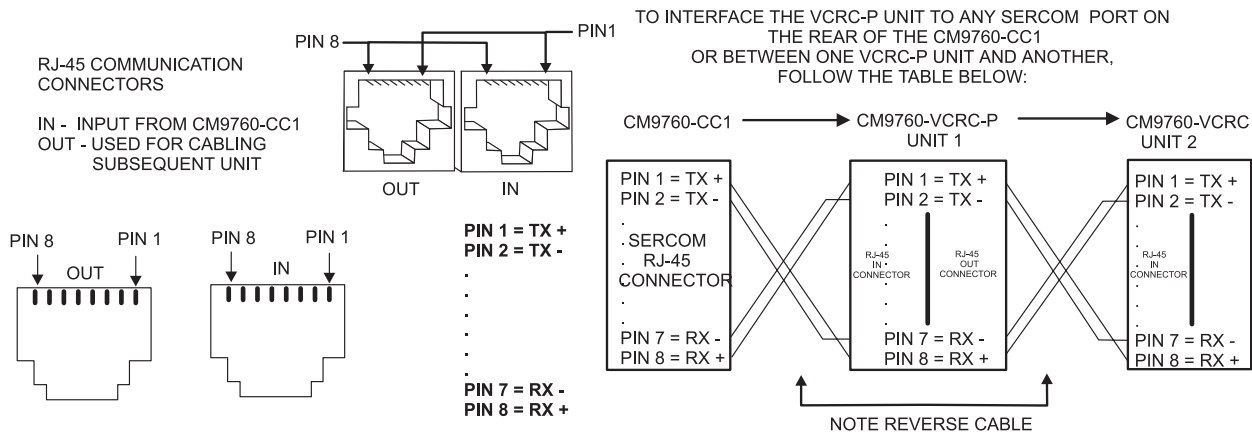 PIN 8
PIN1
RJ-45 COMMUNICATION
CONNECTORS
IN - INPUT FROM CM9760-CC1
OUT - USED FOR CABLING
SUBSEQUENT UNIT
OUT
IN
PIN 8
PIN 1
OUT
PIN 8
PIN 1
IN
PIN 1 = TX +
PIN 2 = TX -
.
.
.
.
.
.
PIN 7 = RX -
PIN 8 = RX +
TO INTERFACE THE VCRC-P UNIT TO ANY SERCOM PORT ON
THE REAR OF THE CM9760-CC1
OR BETWEEN ONE VCRC-P UNIT AND ANOTHER,
FOLLOW THE TABLE BELOW:
CM9760-CC1
CM9760-VCRC-P
UNIT 1
CM9760-VCRC
UNIT 2
PIN 1 = TX +
PIN 2 = TX -
SERCOM
RJ-45
CONNECTOR
PIN 7 = RX -
PIN 8 = RX +
PIN 1 = TX +
PIN 2 = TX -
RJ-45
IN
CONNECTOR
RJ-45
OUT
CONNECTOR
PIN 7 = RX -
PIN 8 = RX +
PIN 1 = TX +
PIN 2 = TX -
RJ-45
IN
CONNECTOR
PIN 7 = RX -
PIN 8 = RX +
NOTE REVERSE CABLE